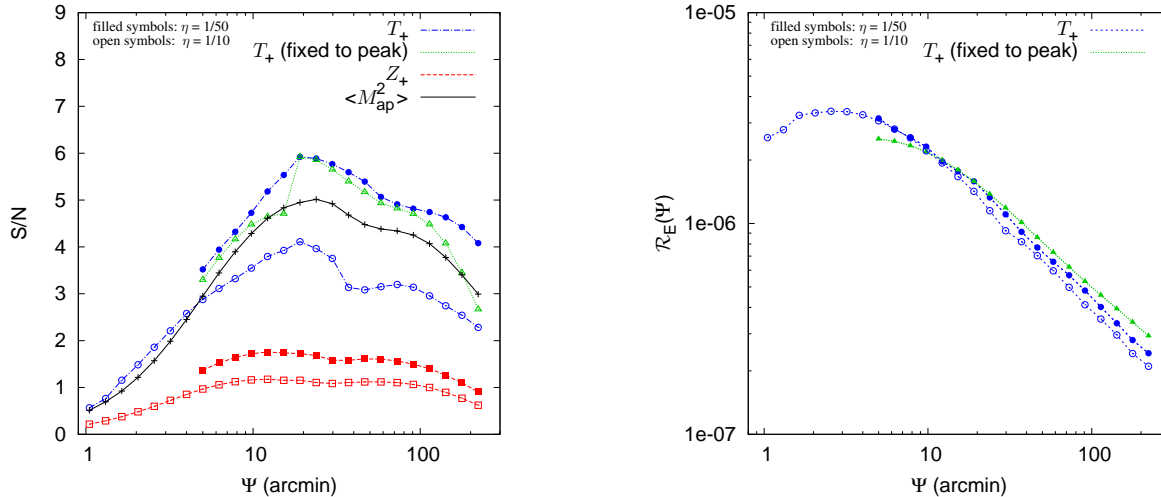 filled symbols: η = 1/50
open symbols: η = 1/10
T₊
T₊ (fixed to peak)
Z₊
<M²ap>
9
8
7
6
5
4
3
2
1
0
S/N
1 10 100
Ψ (arcmin)
filled symbols: η = 1/50
open symbols: η = 1/10
T₊
T₊ (fixed to peak)
1e-05
1e-06
1e-07
ℛE(Ψ)
1 10 100
Ψ (arcmin)